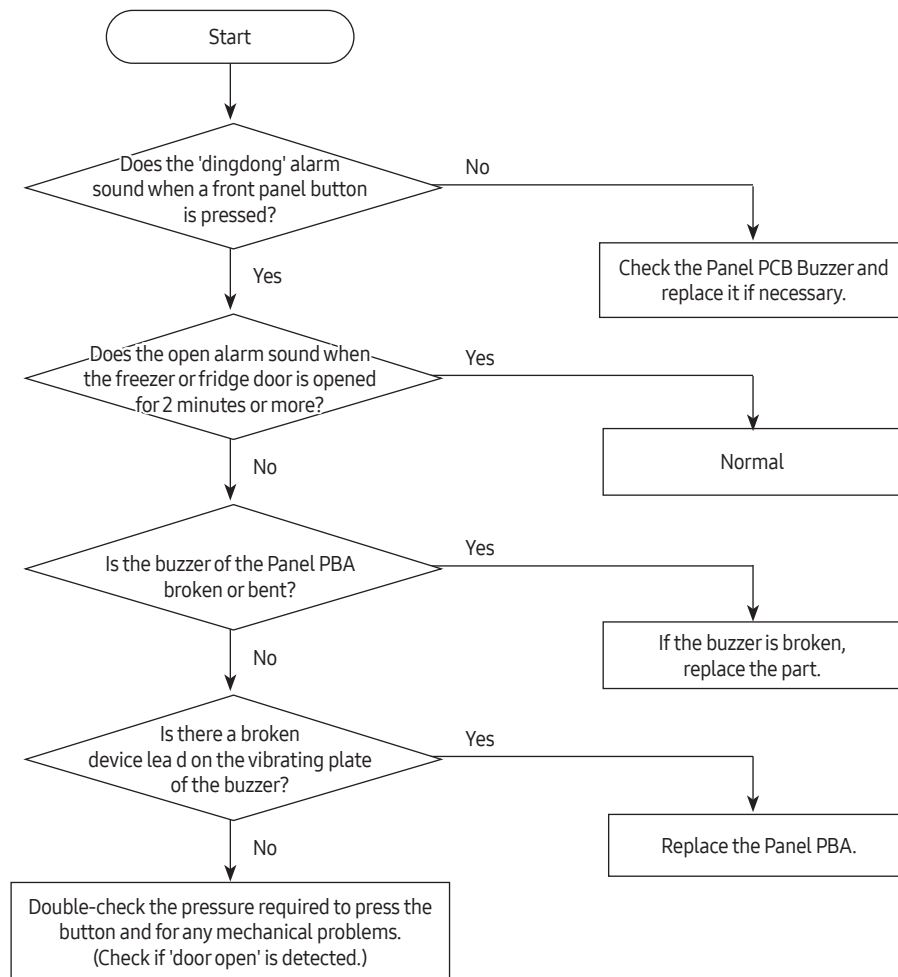 Start
Does the 'dingdong' alarm
sound when a front panel button
is pressed?
No
Check the Panel PCB Buzzer and
replace it if necessary.
Yes
Does the open alarm sound when
the freezer or fridge door is opened
for 2 minutes or more?
Yes
Normal
No
Is the buzzer of the Panel PBA
broken or bent?
Yes
If the buzzer is broken,
replace the part.
No
Is there a broken
device lea d on the vibrating plate
of the buzzer?
Yes
Replace the Panel PBA.
No
Double-check the pressure required to press the
button and for any mechanical problems.
(Check if 'door open' is detected.)